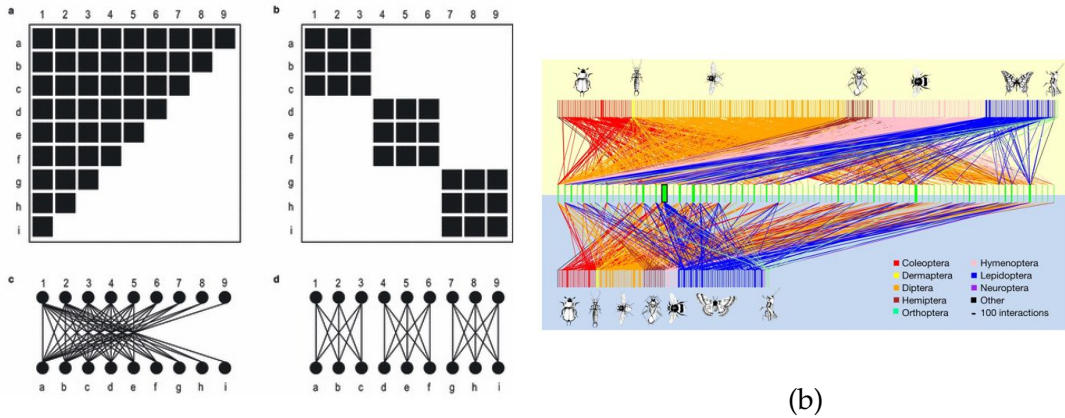 a 1 2 3 4 5 6 7 8 9
a
b
c
d
e
f
g
h
i
b 1 2 3 4 5 6 7 8 9
a
b
c
d
e
f
g
h
i
c 1 2 3 4 5 6 7 8 9
a b c d e f g h i
d 1 2 3 4 5 6 7 8 9
a b c d e f g h i
b
Coleoptera
Dermaptera
Diptera
Hemiptera
Orthoptera
Hymenoptera
Lepidoptera
Neuroptera
Other
100 interactions
(b)